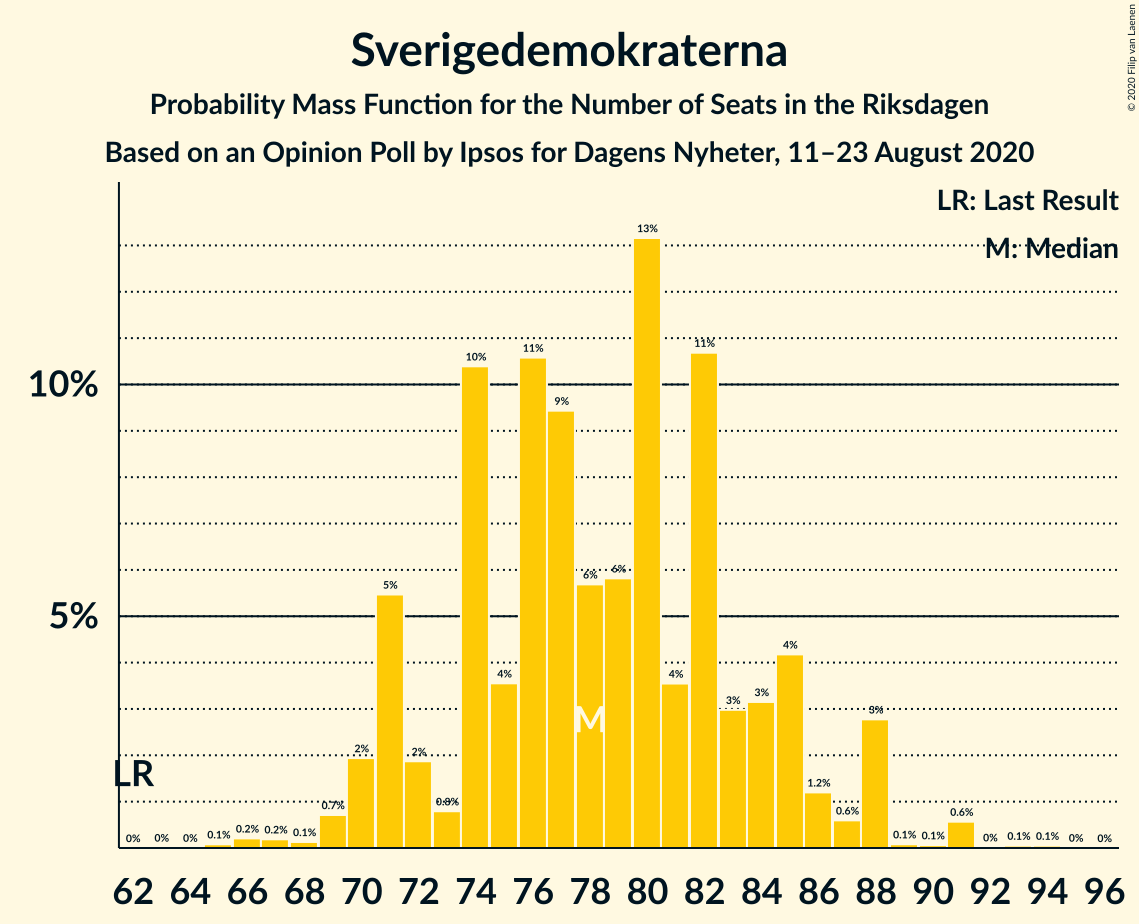 Sverigedemokraterna
Probability Mass Function for the Number of Seats in the Riksdagen
Based on an Opinion Poll by Ipsos for Dagens Nyheter, 11–23 August 2020
© 2020 Filip van Laenen
LR: Last Result
M: Median
10%
5%
LR
M
0% 0% 0% 0.1% 0.2% 0.2% 0.1% 0.7% 2% 5% 2% 0.8% 10% 4% 11% 9% 6% 6% 13% 4% 11% 3% 3% 4% 1.2% 0.6% 3% 0.1% 0.1% 0.6% 0% 0.1% 0.1% 0% 0%
62 64 66 68 70 72 74 76 78 80 82 84 86 88 90 92 94 96